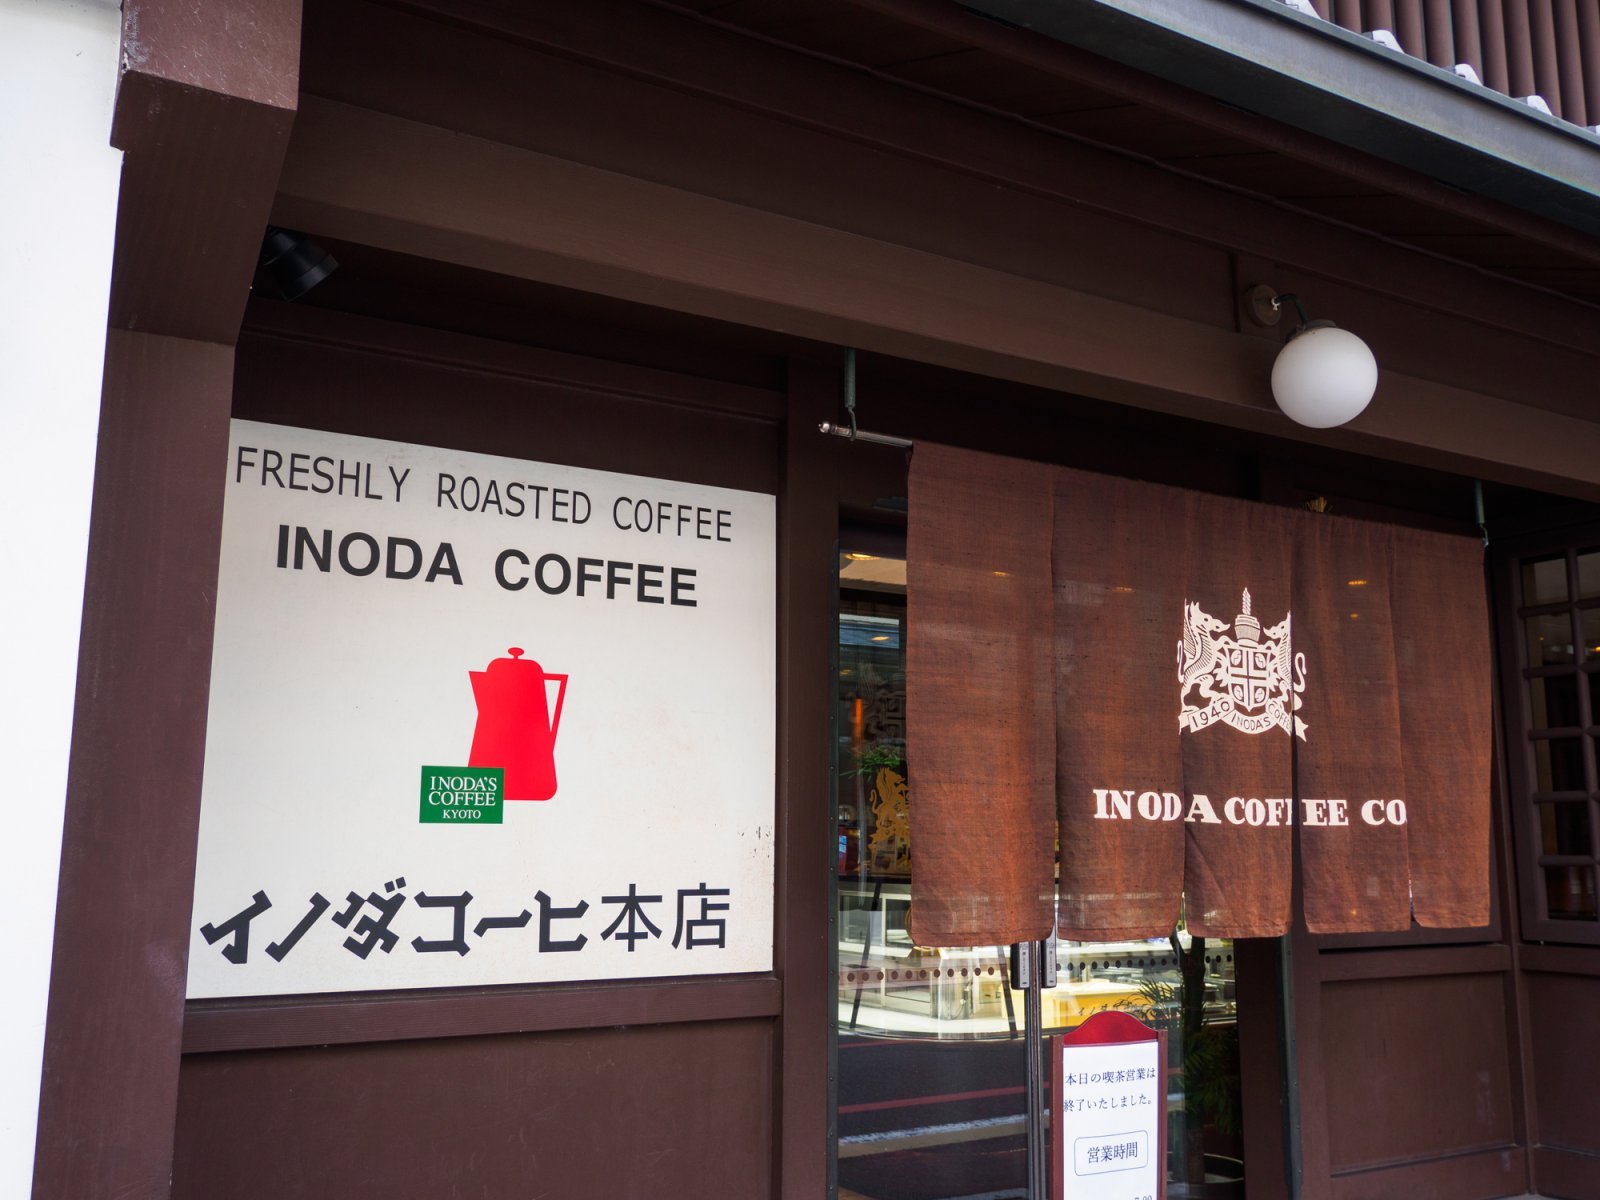 FRESHLY ROASTED COFFEE
INODA COFFEE
INODA'S
COFFEE
KYOTO
イノダコーヒ本店
1940 INODA'S COFFE
INODA COFFEE CO
本日の喫茶営業は
終了いたしました。
営業時間